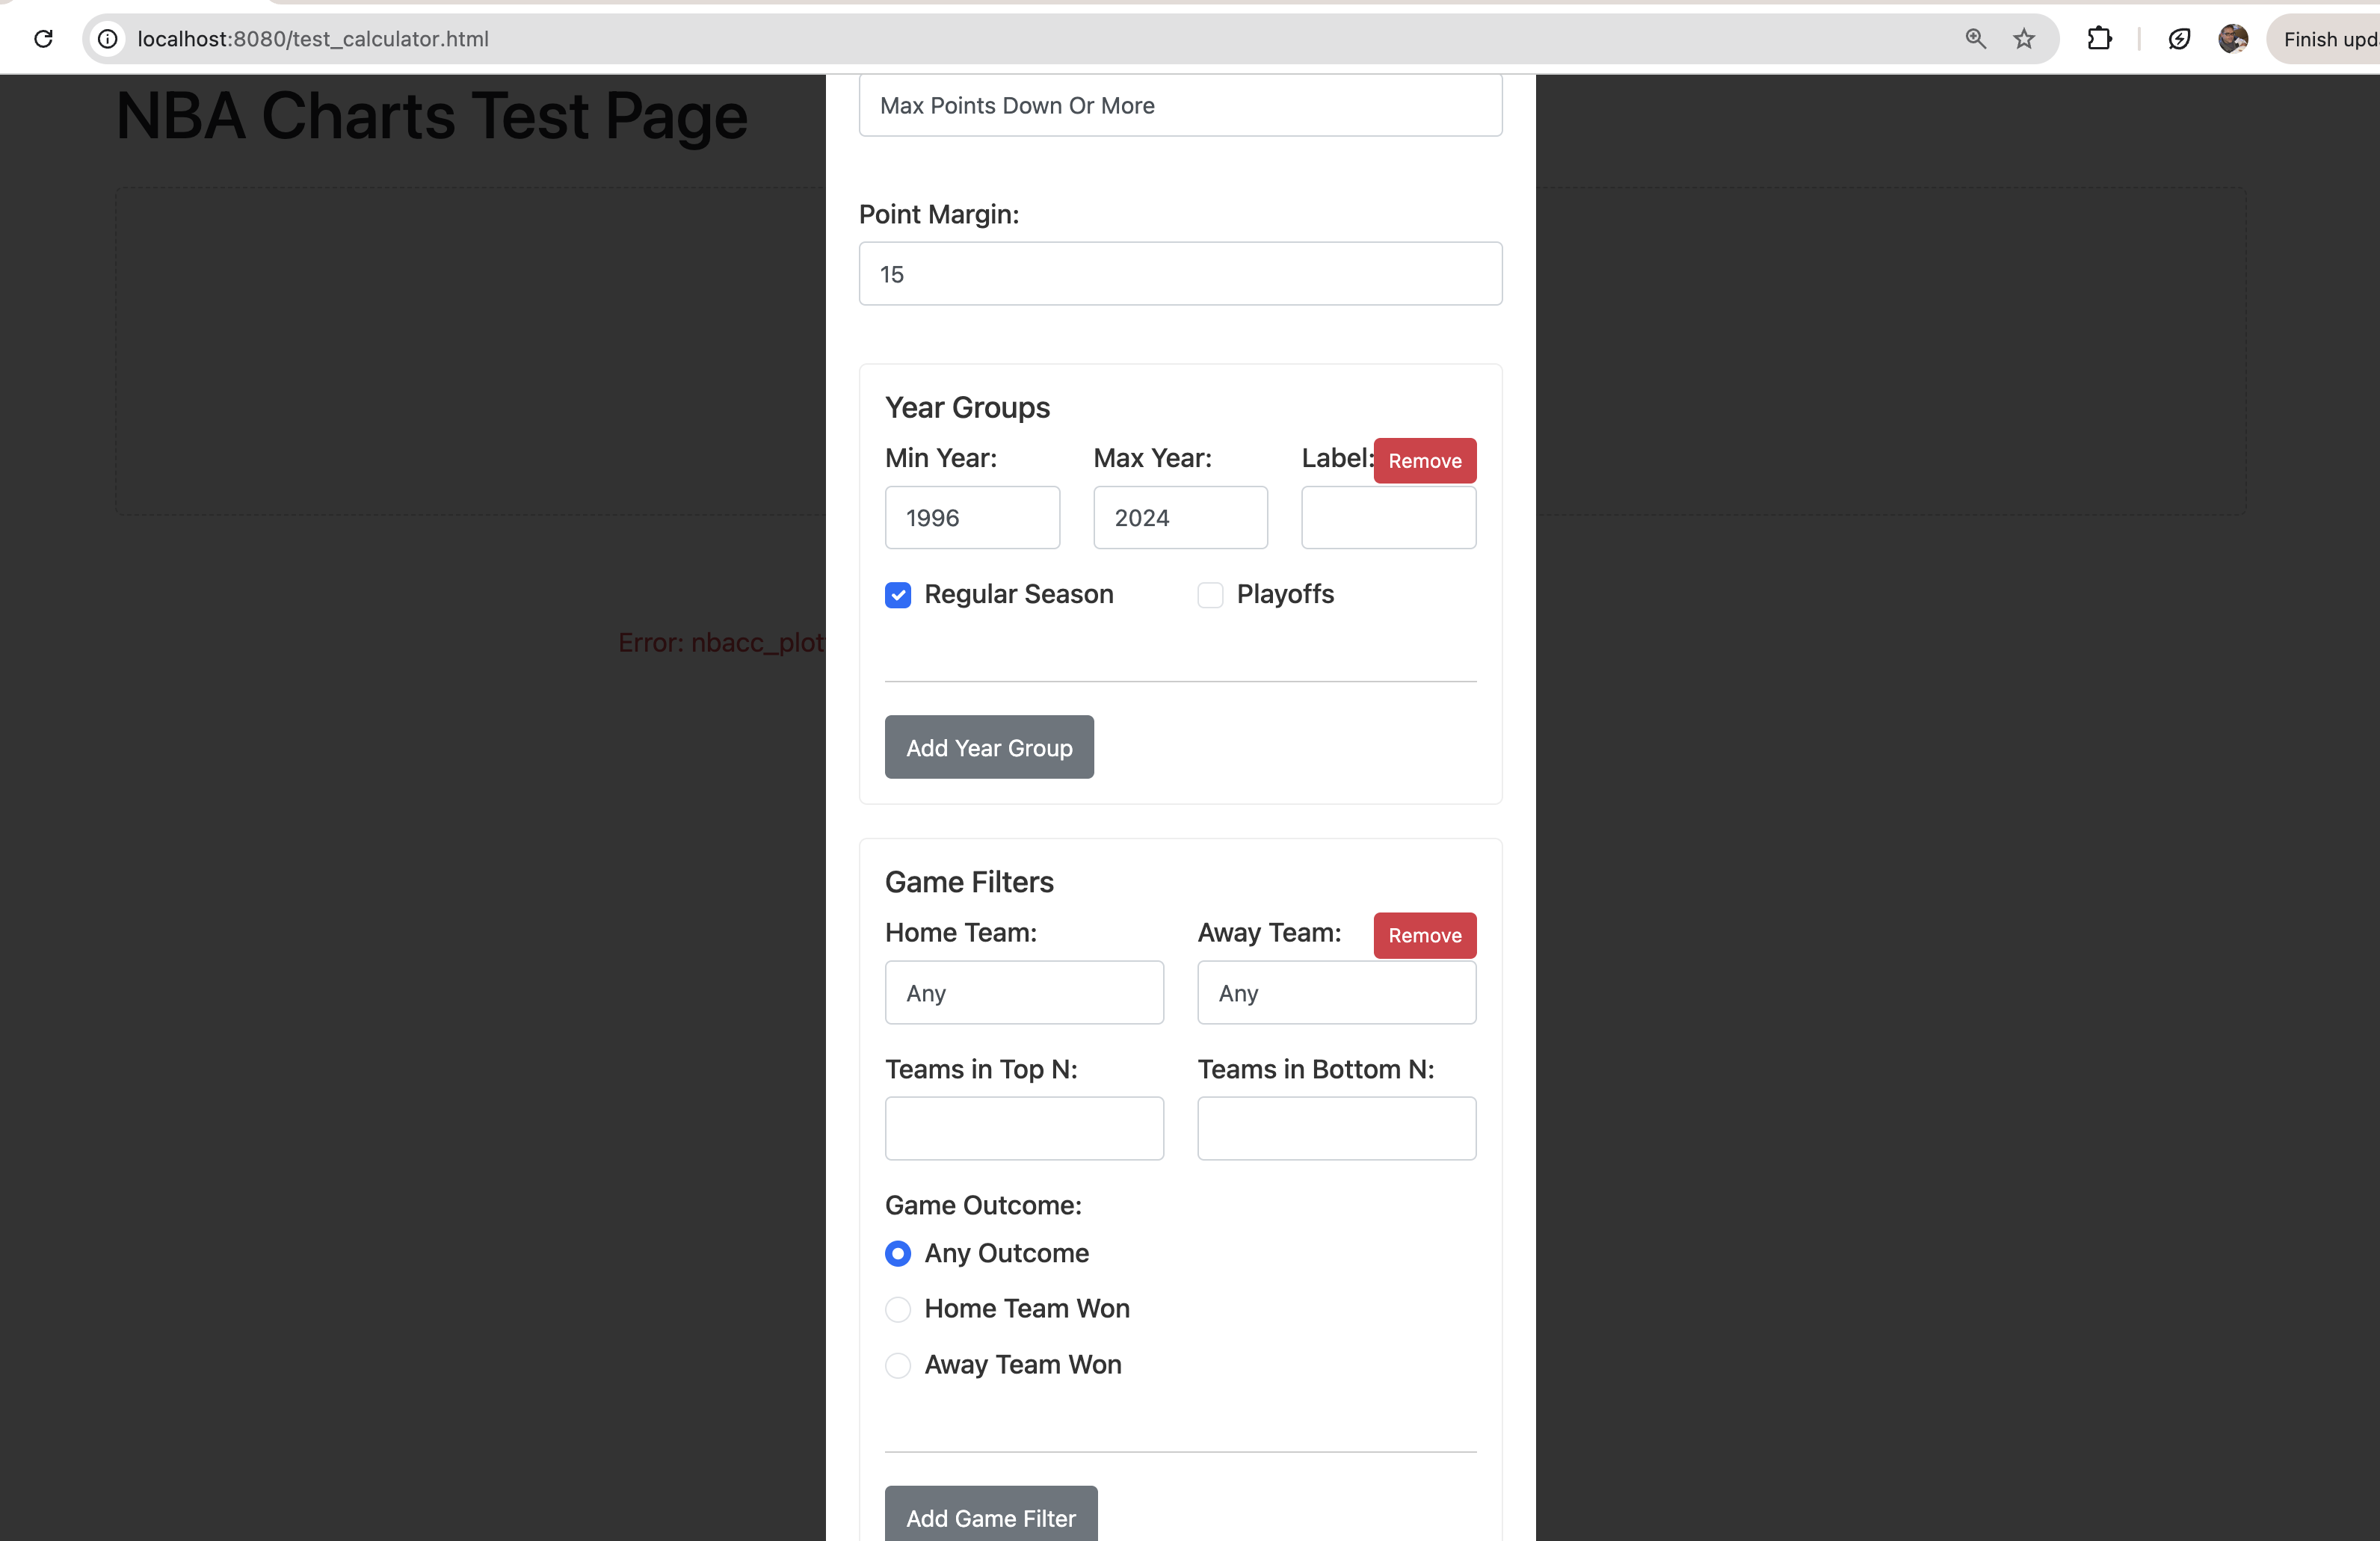 localhost:8080/test_calculator.html
Finish upd
NBA Charts Test Page
Max Points Down Or More
Point Margin:
15
Year Groups
Min Year: Max Year: Label: Remove
1996 2024
Regular Season Playoffs
Error: nbacc_plot
Add Year Group
Game Filters
Home Team: Away Team: Remove
Any Any
Teams in Top N: Teams in Bottom N:
Game Outcome:
Any Outcome
Home Team Won
Away Team Won
Add Game Filter